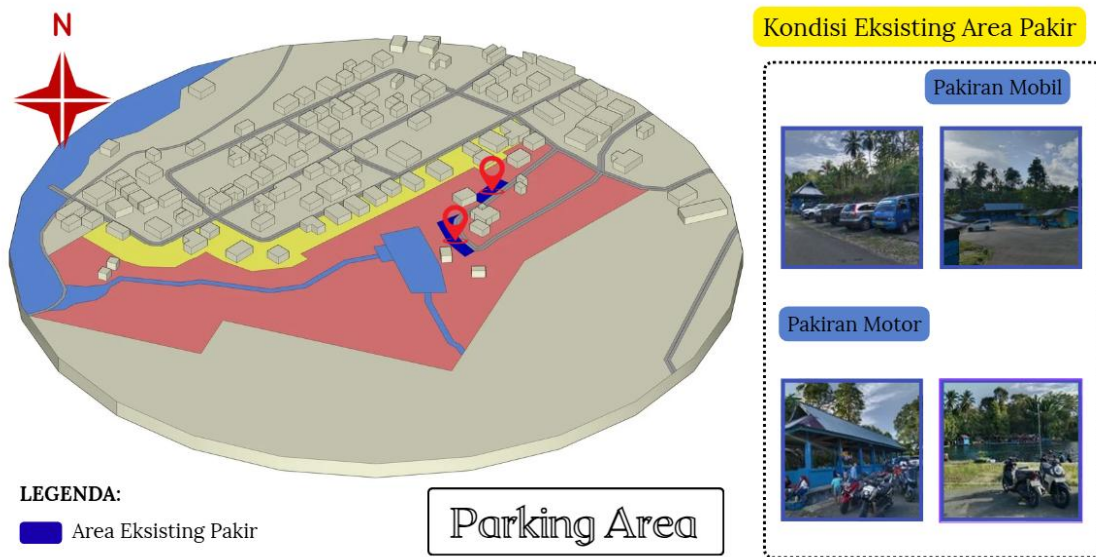 N
Kondisi Eksisting Area Pakir
Pakiran Mobil
Pakiran Motor
LEGENDA:
Area Eksisting Pakir
Parking Area